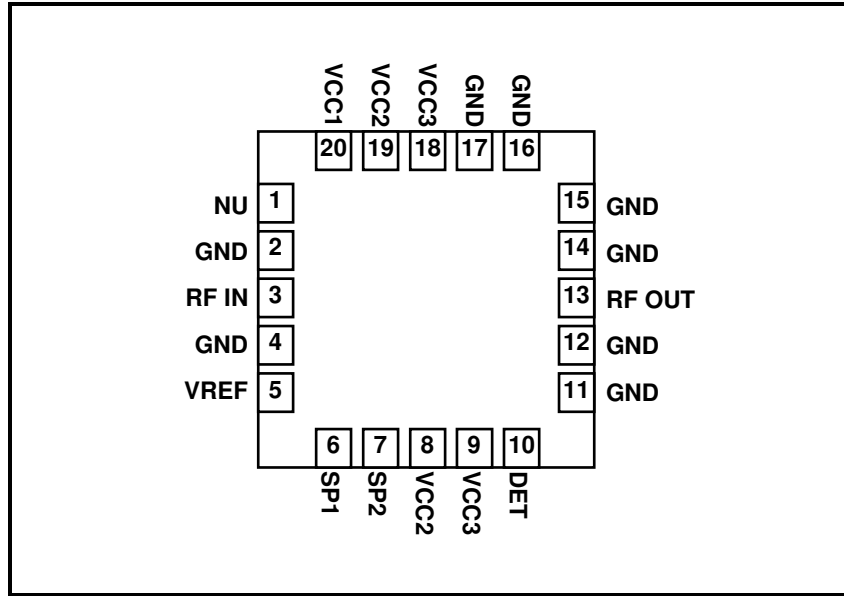 VCC1 VCC2 VCC3 GND GND
20 19 18 17 16
NU 1 15 GND
GND 2 14 GND
RF IN 3 13 RF OUT
GND 4 12 GND
VREF 5 11 GND
6 7 8 9 10
SP1 SP2 VCC2 VCC3 DET